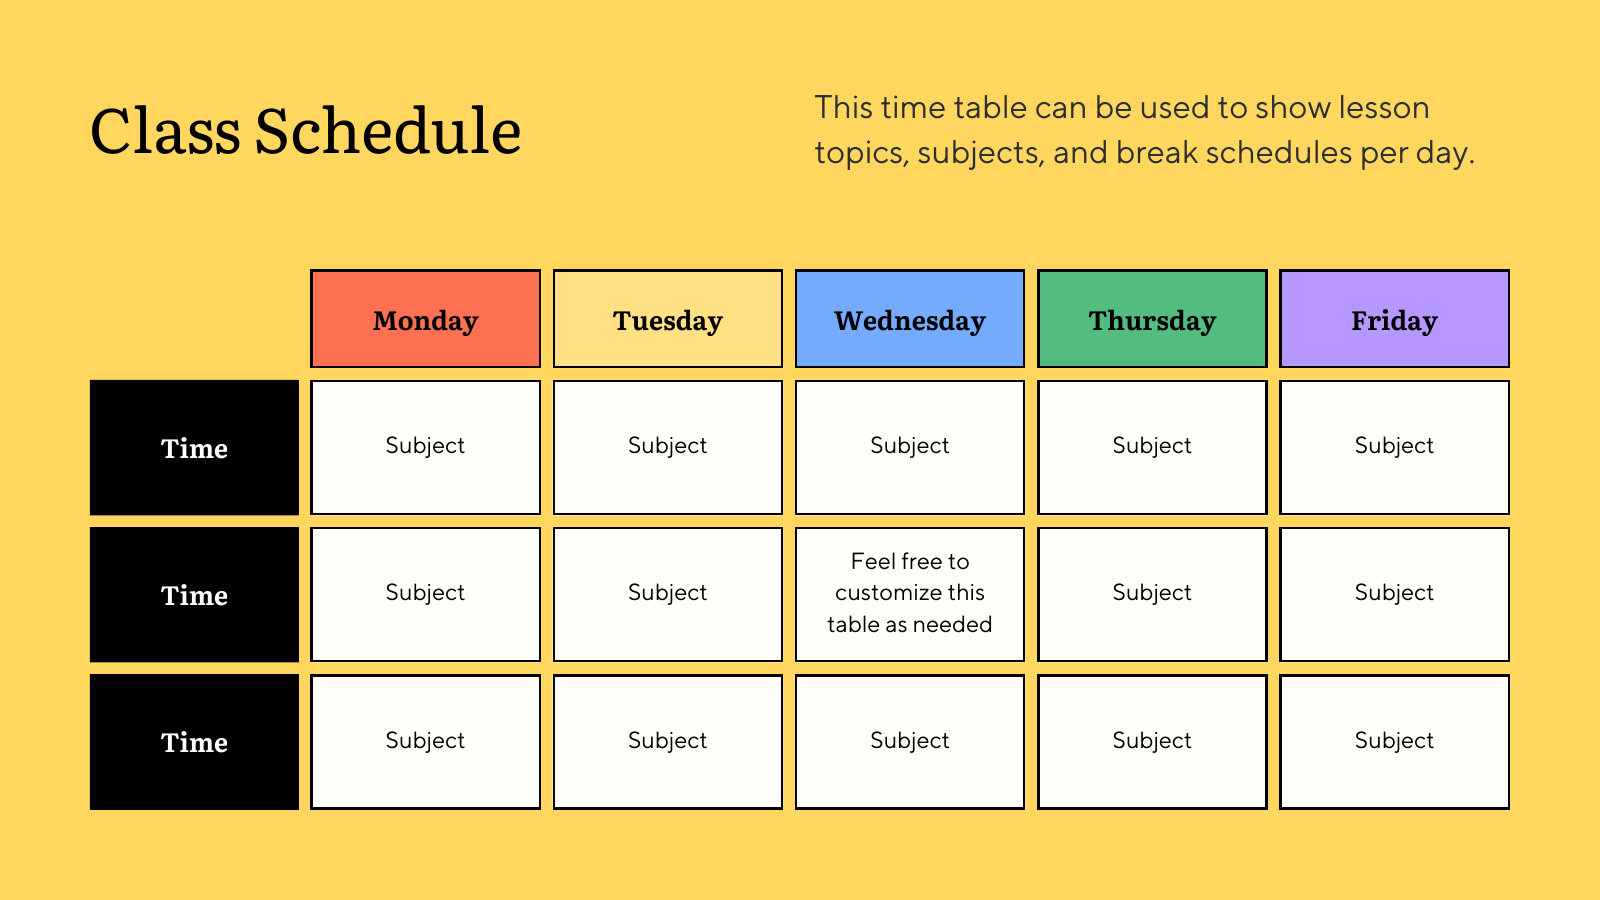 Class Schedule
This time table can be used to show lesson
topics, subjects, and break schedules per day.
Monday
Tuesday
Wednesday
Thursday
Friday
Time
Subject
Subject
Subject
Subject
Subject
Time
Subject
Subject
Feel free to
customize this
table as needed
Subject
Subject
Time
Subject
Subject
Subject
Subject
Subject